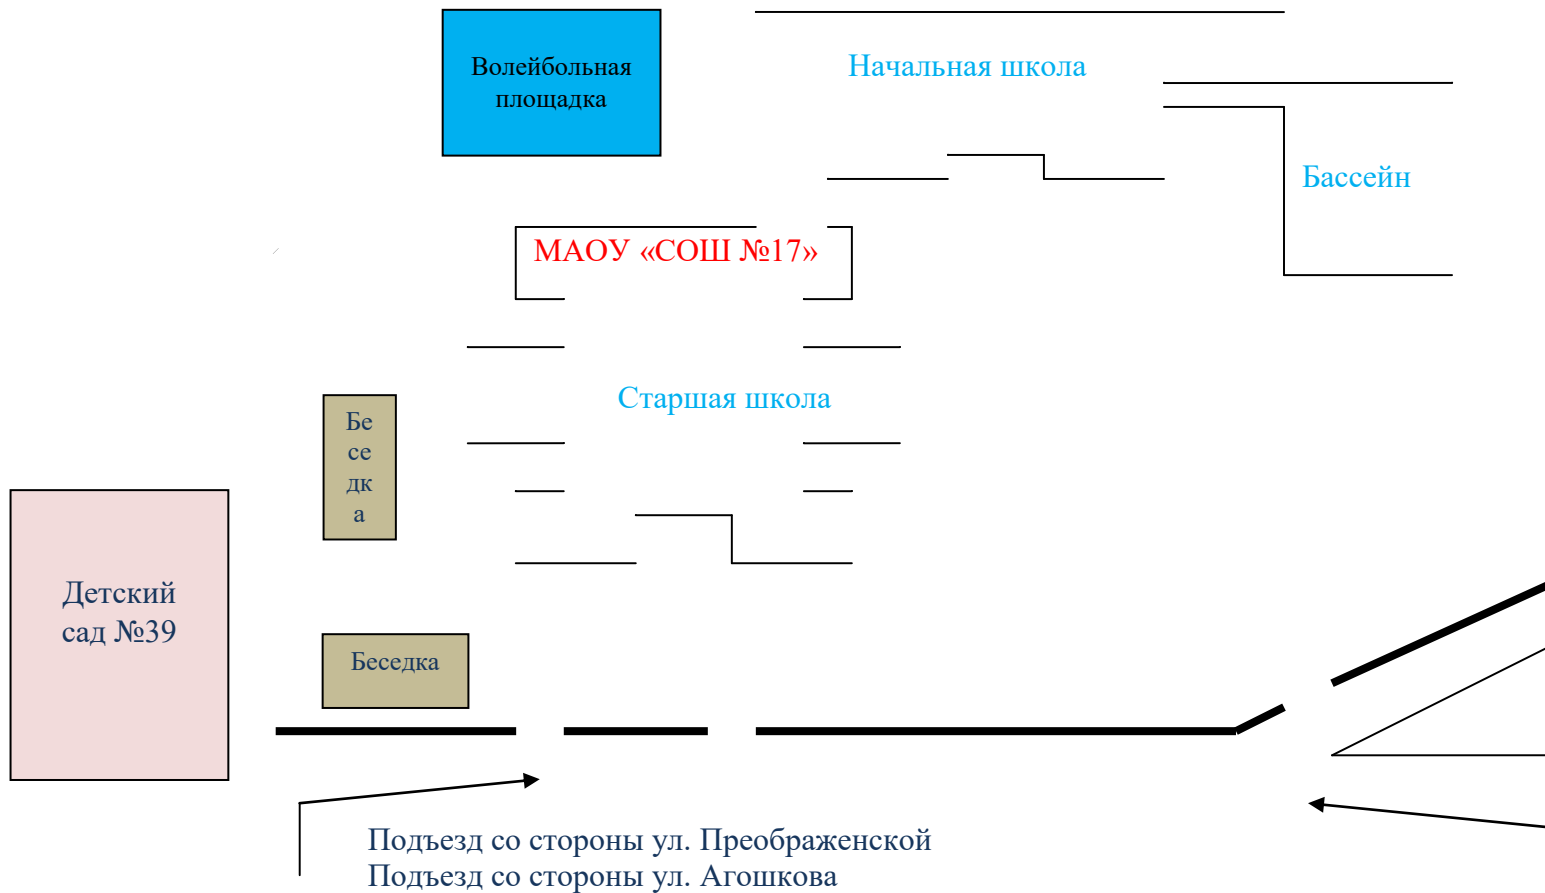 Волейбольная
площадка
Начальная школа
Бассейн
МАОУ «СОШ №17»
Старшая школа
Бе
се
дк
а
Детский
сад №39
Беседка
Подъезд со стороны ул. Преображенской
Подъезд со стороны ул. Агошкова